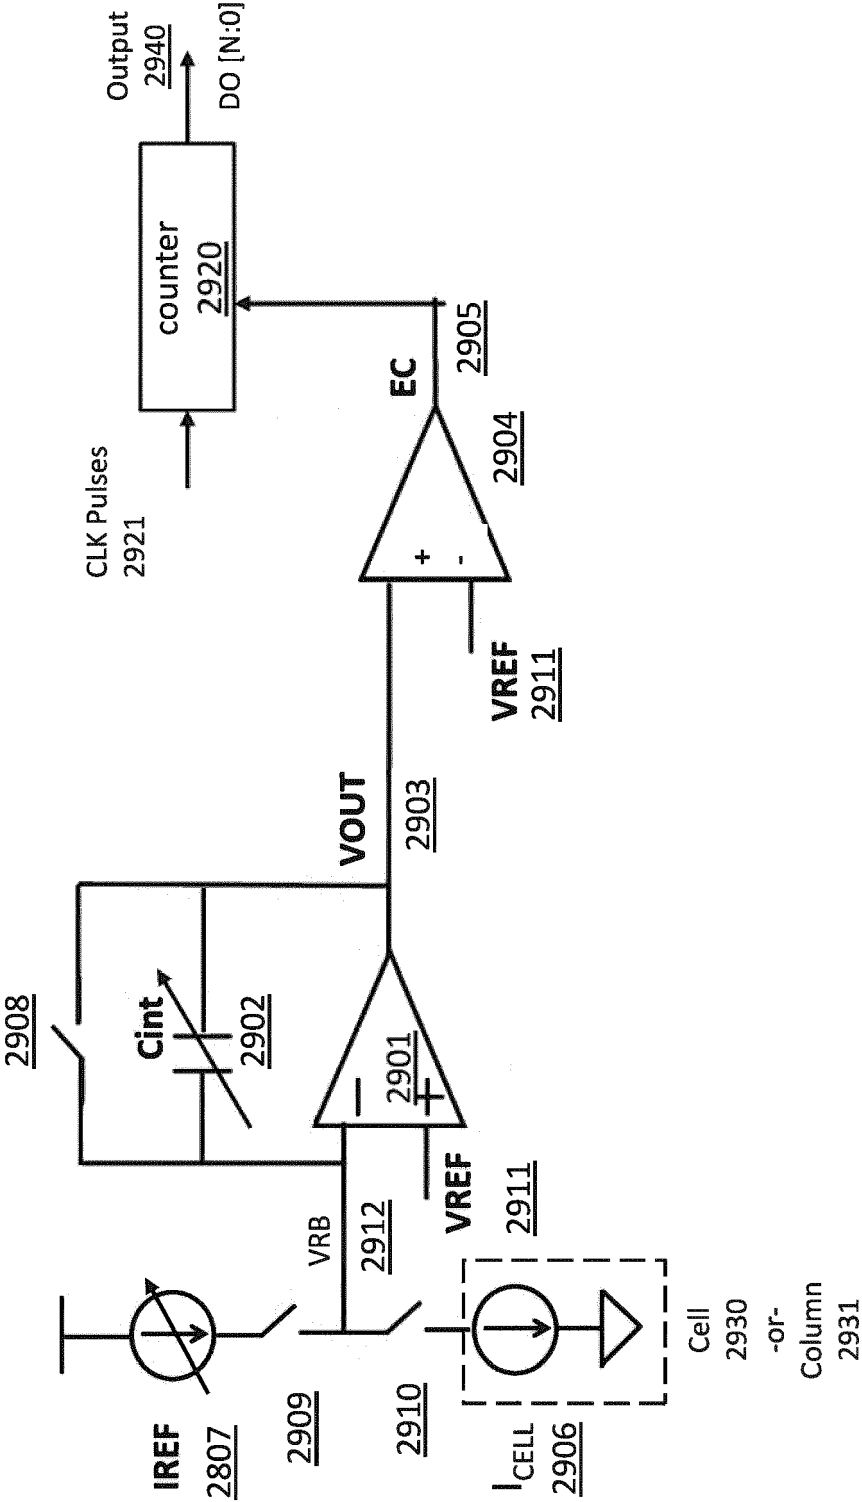 IREF
2807
2909
2910
I CELL
2906
Cell
2930
-or-
Column
2931
VRB
2912
VREF
2911
2908
Cint
2902
2901
−
+
VOUT
2903
VREF
2911
+
-
2904
EC
2905
CLK Pulses
2921
counter
2920
Output
2940
DO [N:0]